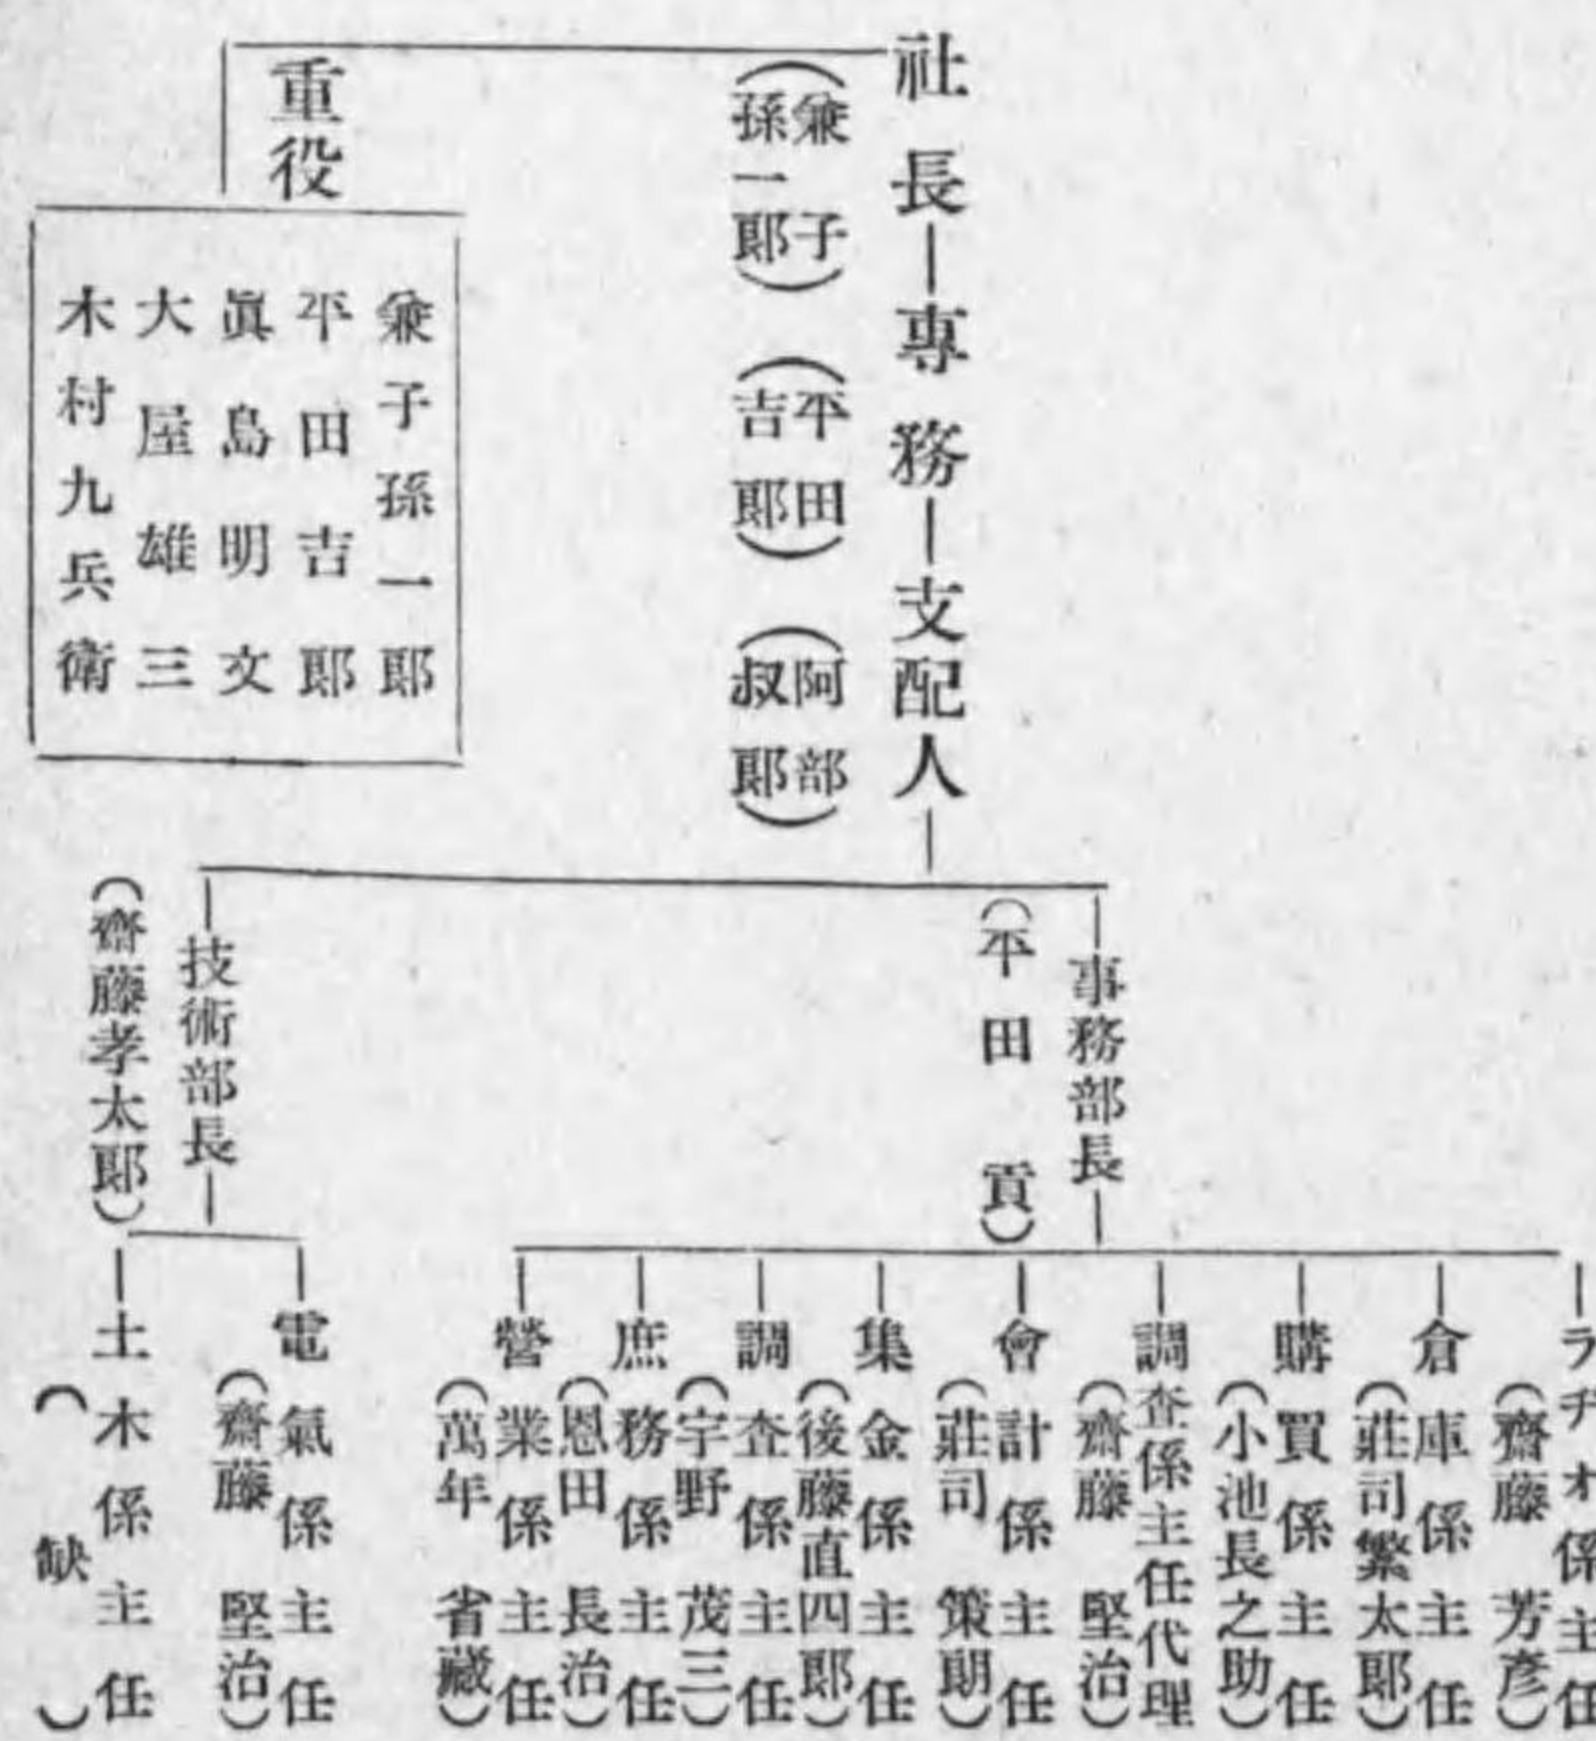 社長―專務―支配人
(兼子孫一郎)
(平田吉郎)
(阿部叔郎)
重役
兼子孫一郎
平田吉郎
眞島明文
大屋雄三
木村九兵衛
事務部長
(平田貢)
技術部長
(齋藤孝太郎)
ラヂオ係主任
(齋藤芳彦)
倉庫係主任
(莊司繁太郎)
購買係主任
(小池長之助)
調査係主任代理
(齋藤堅治)
會計係主任
(莊司策朗)
集金係主任
(後藤直四郎)
調査係主任
(宇野茂三)
庶務係主任
(恩田長治)
營業係主任
(萬年省藏)
電氣係主任
(齋藤堅治)
土木係主任
(缺)